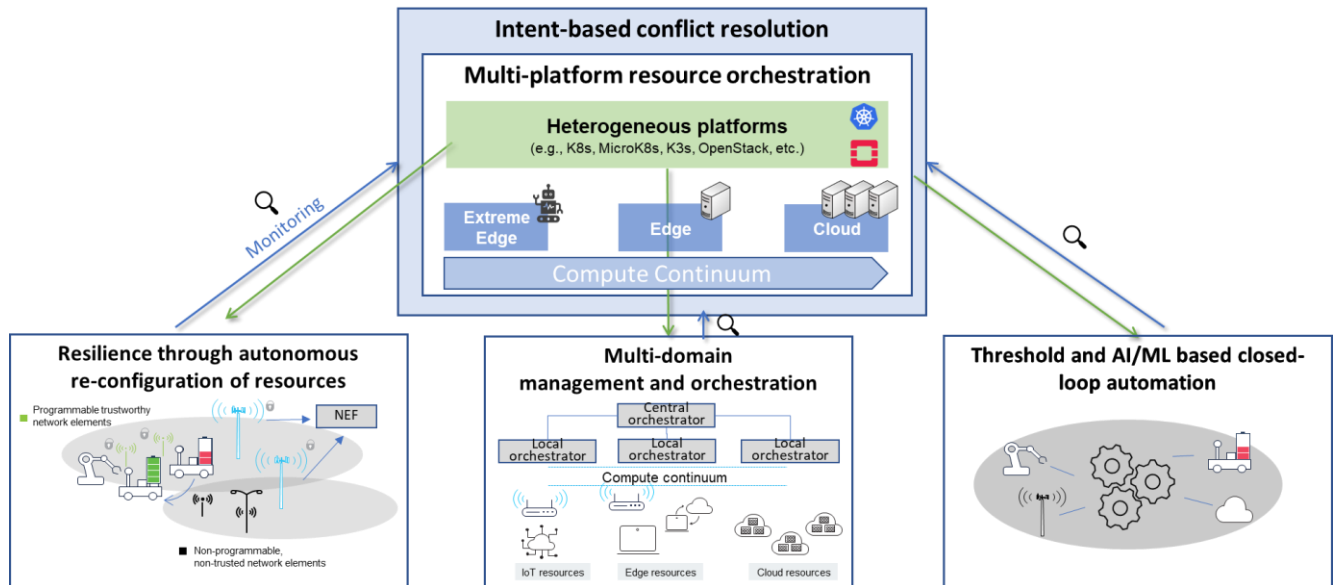 Intent-based conflict resolution
Multi-platform resource orchestration
Heterogeneous platforms
(e.g., K8s, MicroK8s, K3s, OpenStack, etc.)
Extreme
Edge
Edge
Cloud
Compute Continuum
Monitoring
Resilience through autonomous
re-configuration of resources
Programmable trustworthy
network elements
NEF
Non-programmable,
non-trusted network elements
Multi-domain
management and orchestration
Central
orchestrator
Local
orchestrator
Local
orchestrator
Local
orchestrator
Compute continuum
IoT resources
Edge resources
Cloud resources
Threshold and AI/ML based closed-
loop automation